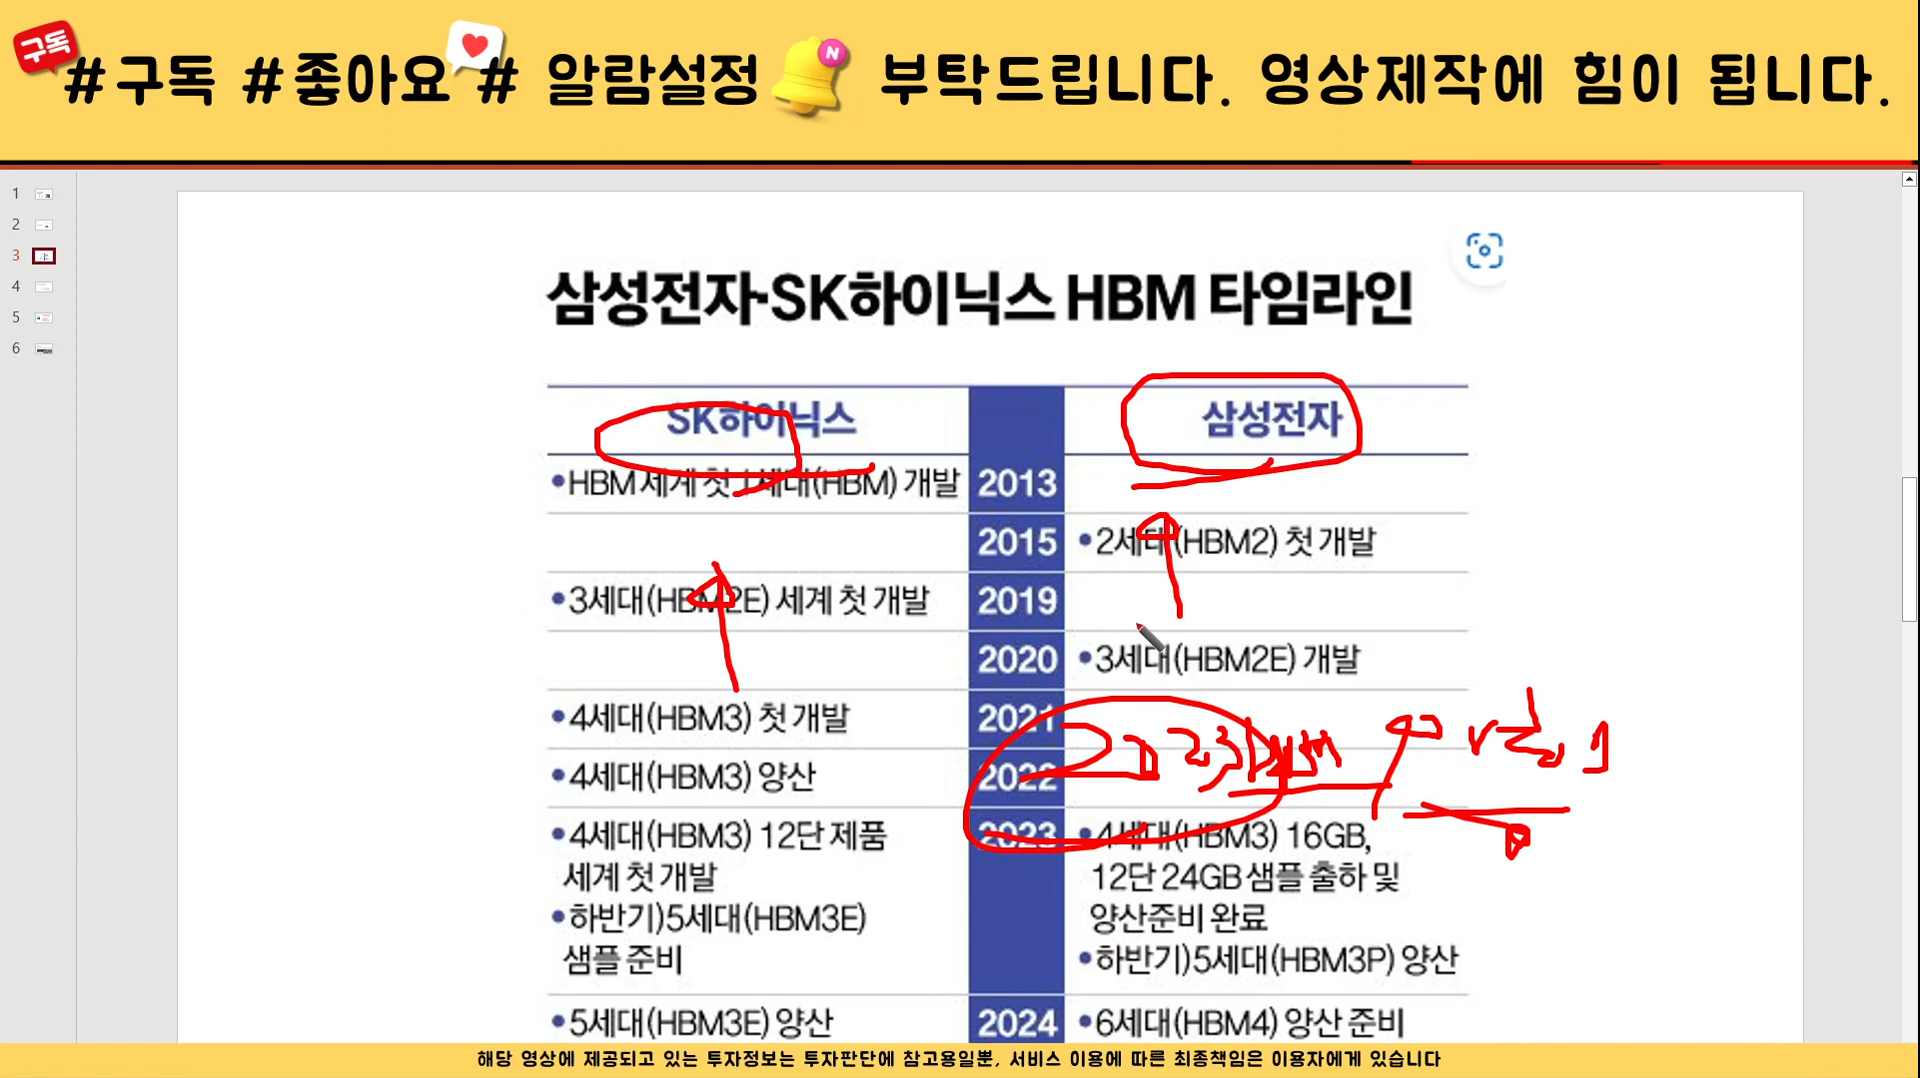 구독
#구독 #좋아요 # 알람설정 N 부탁드립니다. 영상제작에 힘이 됩니다.
1
2
3
4
5
6
삼성전자·SK하이닉스 HBM 타임라인
SK하이닉스 삼성전자
•HBM 세계 첫 1세대(HBM) 개발 2013
2015 •2세대(HBM2) 첫 개발
•3세대(HBM2E) 세계 첫 개발 2019
2020 •3세대(HBM2E) 개발
•4세대(HBM3) 첫 개발 2021
•4세대(HBM3) 양산 2022
2023
•4세대(HBM3) 12단 제품 2023 •4세대(HBM3) 16GB,
세계 첫 개발 12단 24GB 샘플 출하 및
•하반기)5세대(HBM3E) 양산준비 완료
샘플 준비 •하반기)5세대(HBM3P) 양산
•5세대(HBM3E) 양산 2024 •6세대(HBM4) 양산 준비
해당 영상에 제공되고 있는 투자정보는 투자판단에 참고용일뿐, 서비스 이용에 따른 최종책임은 이용자에게 있습니다